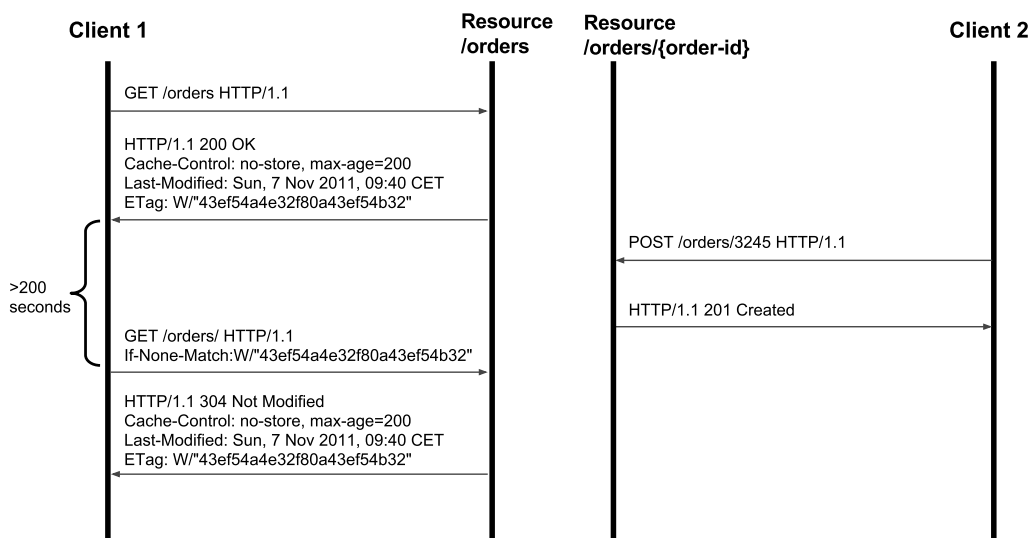 Client 1
Resource
/orders
Resource
/orders/{order-id}
Client 2
GET /orders HTTP/1.1
HTTP/1.1 200 OK
Cache-Control: no-store, max-age=200
Last-Modified: Sun, 7 Nov 2011, 09:40 CET
ETag: W/"43ef54a4e32f80a43ef54b32"
POST /orders/3245 HTTP/1.1
>200
seconds
HTTP/1.1 201 Created
GET /orders/ HTTP/1.1
If-None-Match:W/"43ef54a4e32f80a43ef54b32"
HTTP/1.1 304 Not Modified
Cache-Control: no-store, max-age=200
Last-Modified: Sun, 7 Nov 2011, 09:40 CET
ETag: W/"43ef54a4e32f80a43ef54b32"